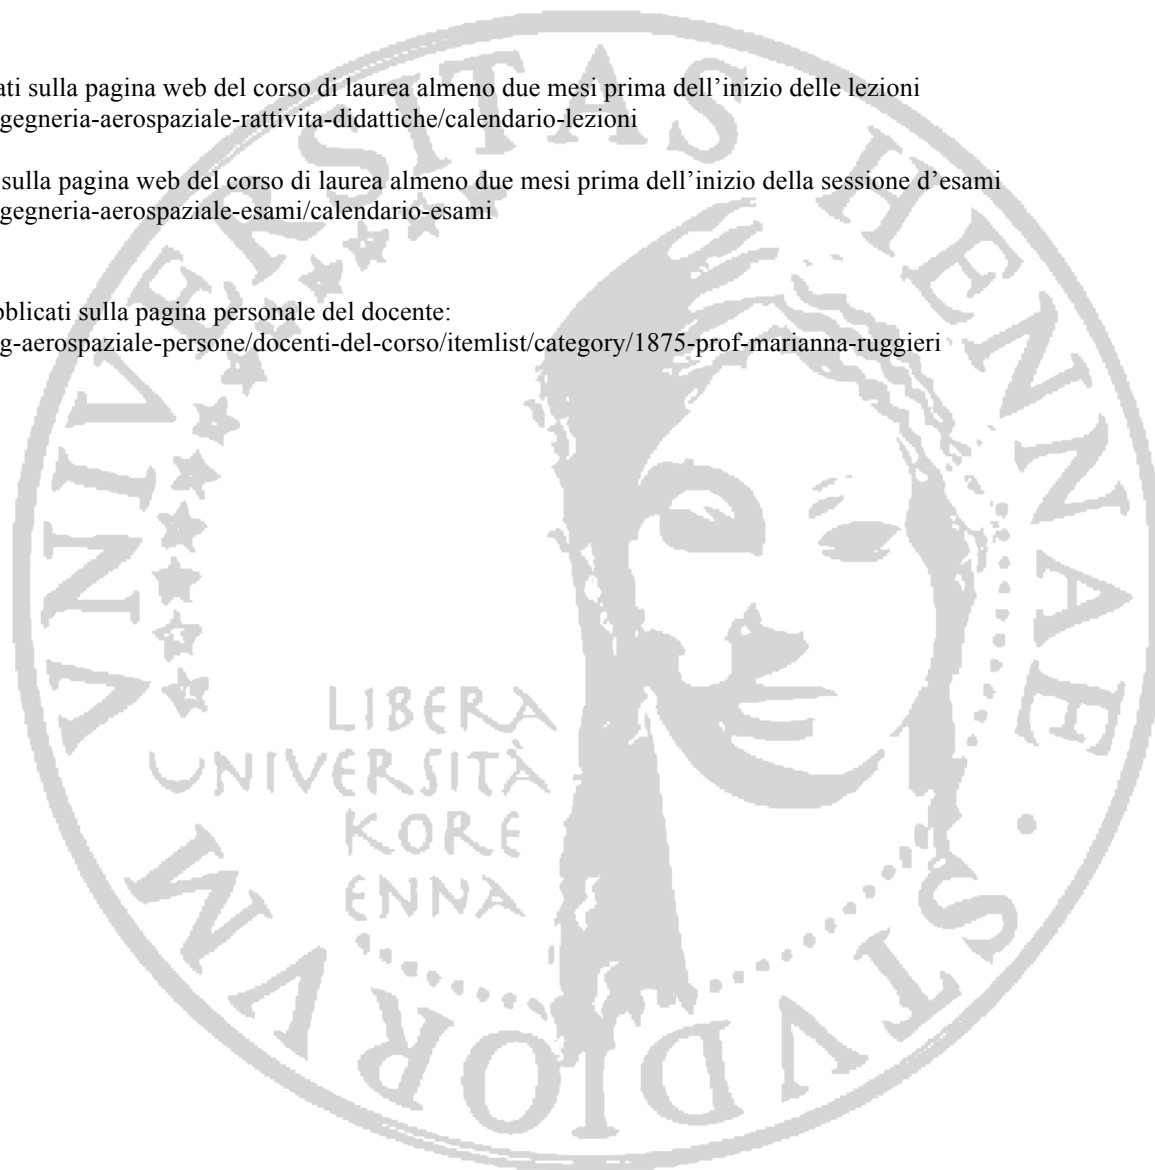 ati sulla pagina web del corso di laurea almeno due mesi prima dell’inizio delle lezioni
gegneria-aerospaziale-rattivita-didattiche/calendario-lezioni
sulla pagina web del corso di laurea almeno due mesi prima dell’inizio della sessione d’esami
gegneria-aerospaziale-esami/calendario-esami
bblicati sulla pagina personale del docente:
g-aerospaziale-persone/docenti-del-corso/itemlist/category/1875-prof-marianna-ruggieri
VNIVERSITAS HENNAE · STVDIORVM
LIBERA
UNIVERSITÀ
KORE
ENNA